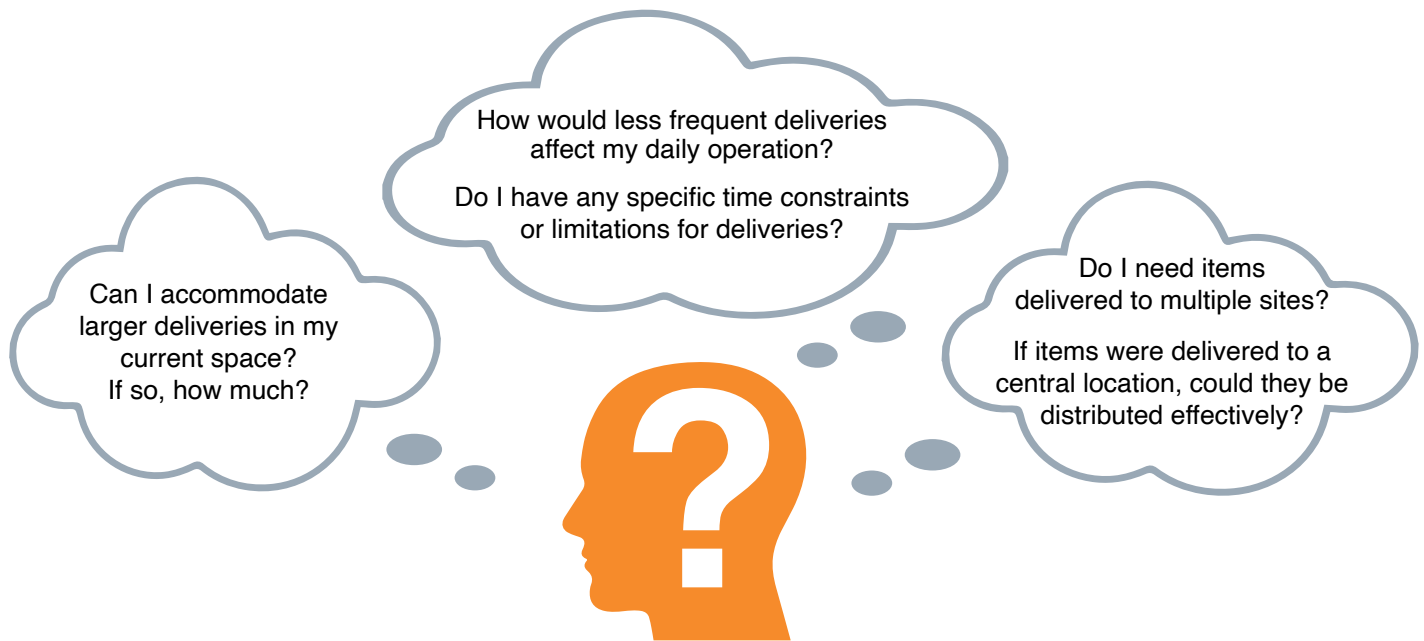 Can I accommodate
larger deliveries in my
current space?
If so, how much?
How would less frequent deliveries
affect my daily operation?
Do I have any specific time constraints
or limitations for deliveries?
Do I need items
delivered to multiple sites?
If items were delivered to a
central location, could they be
distributed effectively?
?